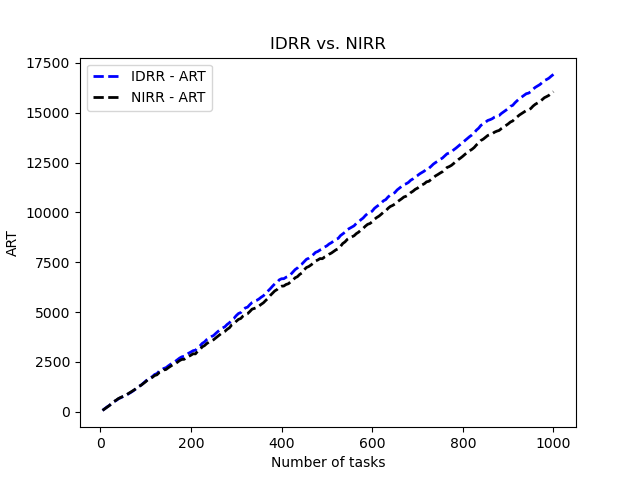 IDRR vs. NIRR
17500
15000
12500
10000
7500
5000
2500
0
ART
IDRR - ART
NIRR - ART
0 200 400 600 800 1000
Number of tasks